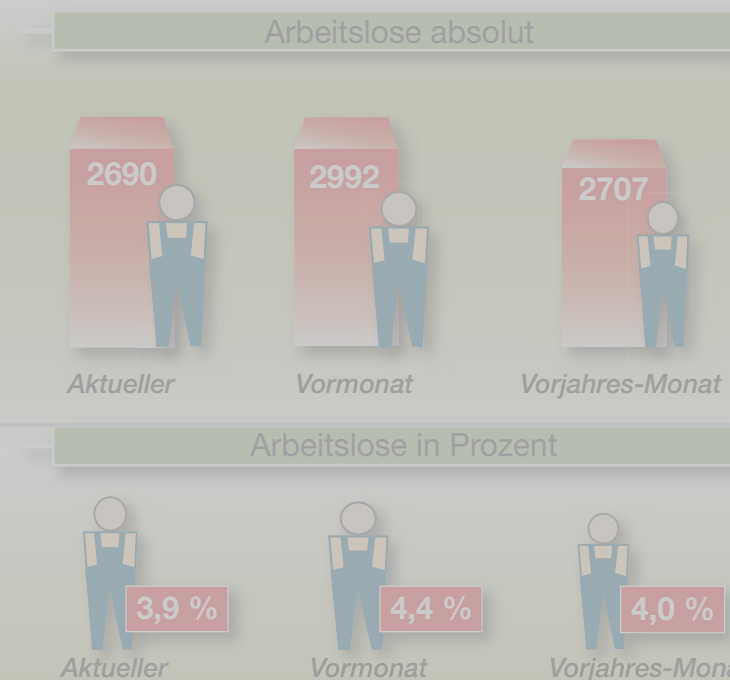 Arbeitslose absolut
2690 2992 2707
Aktueller Vormonat Vorjahres-Monat
Arbeitslose in Prozent
3,9 % 4,4 % 4,0 %
Aktueller Vormonat Vorjahres-Mona